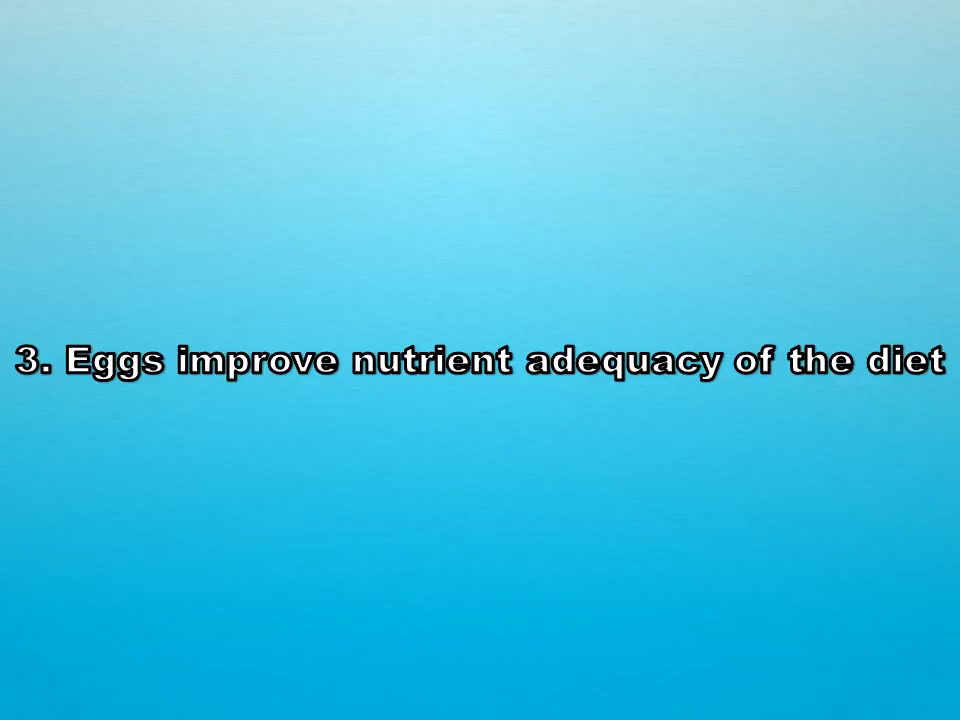 3. Eggs improve nutrient adequacy of the diet